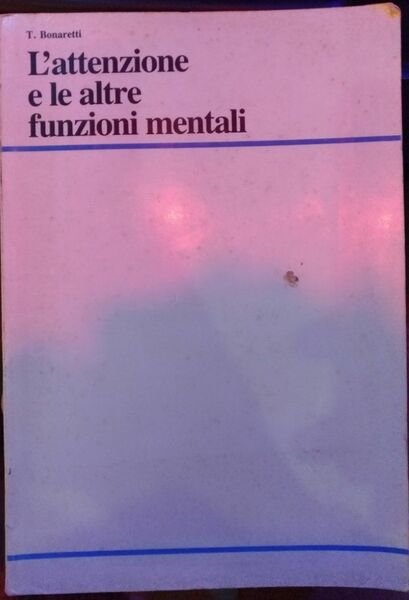 T. Bonaretti
L'attenzione
e le altre
funzioni mentali